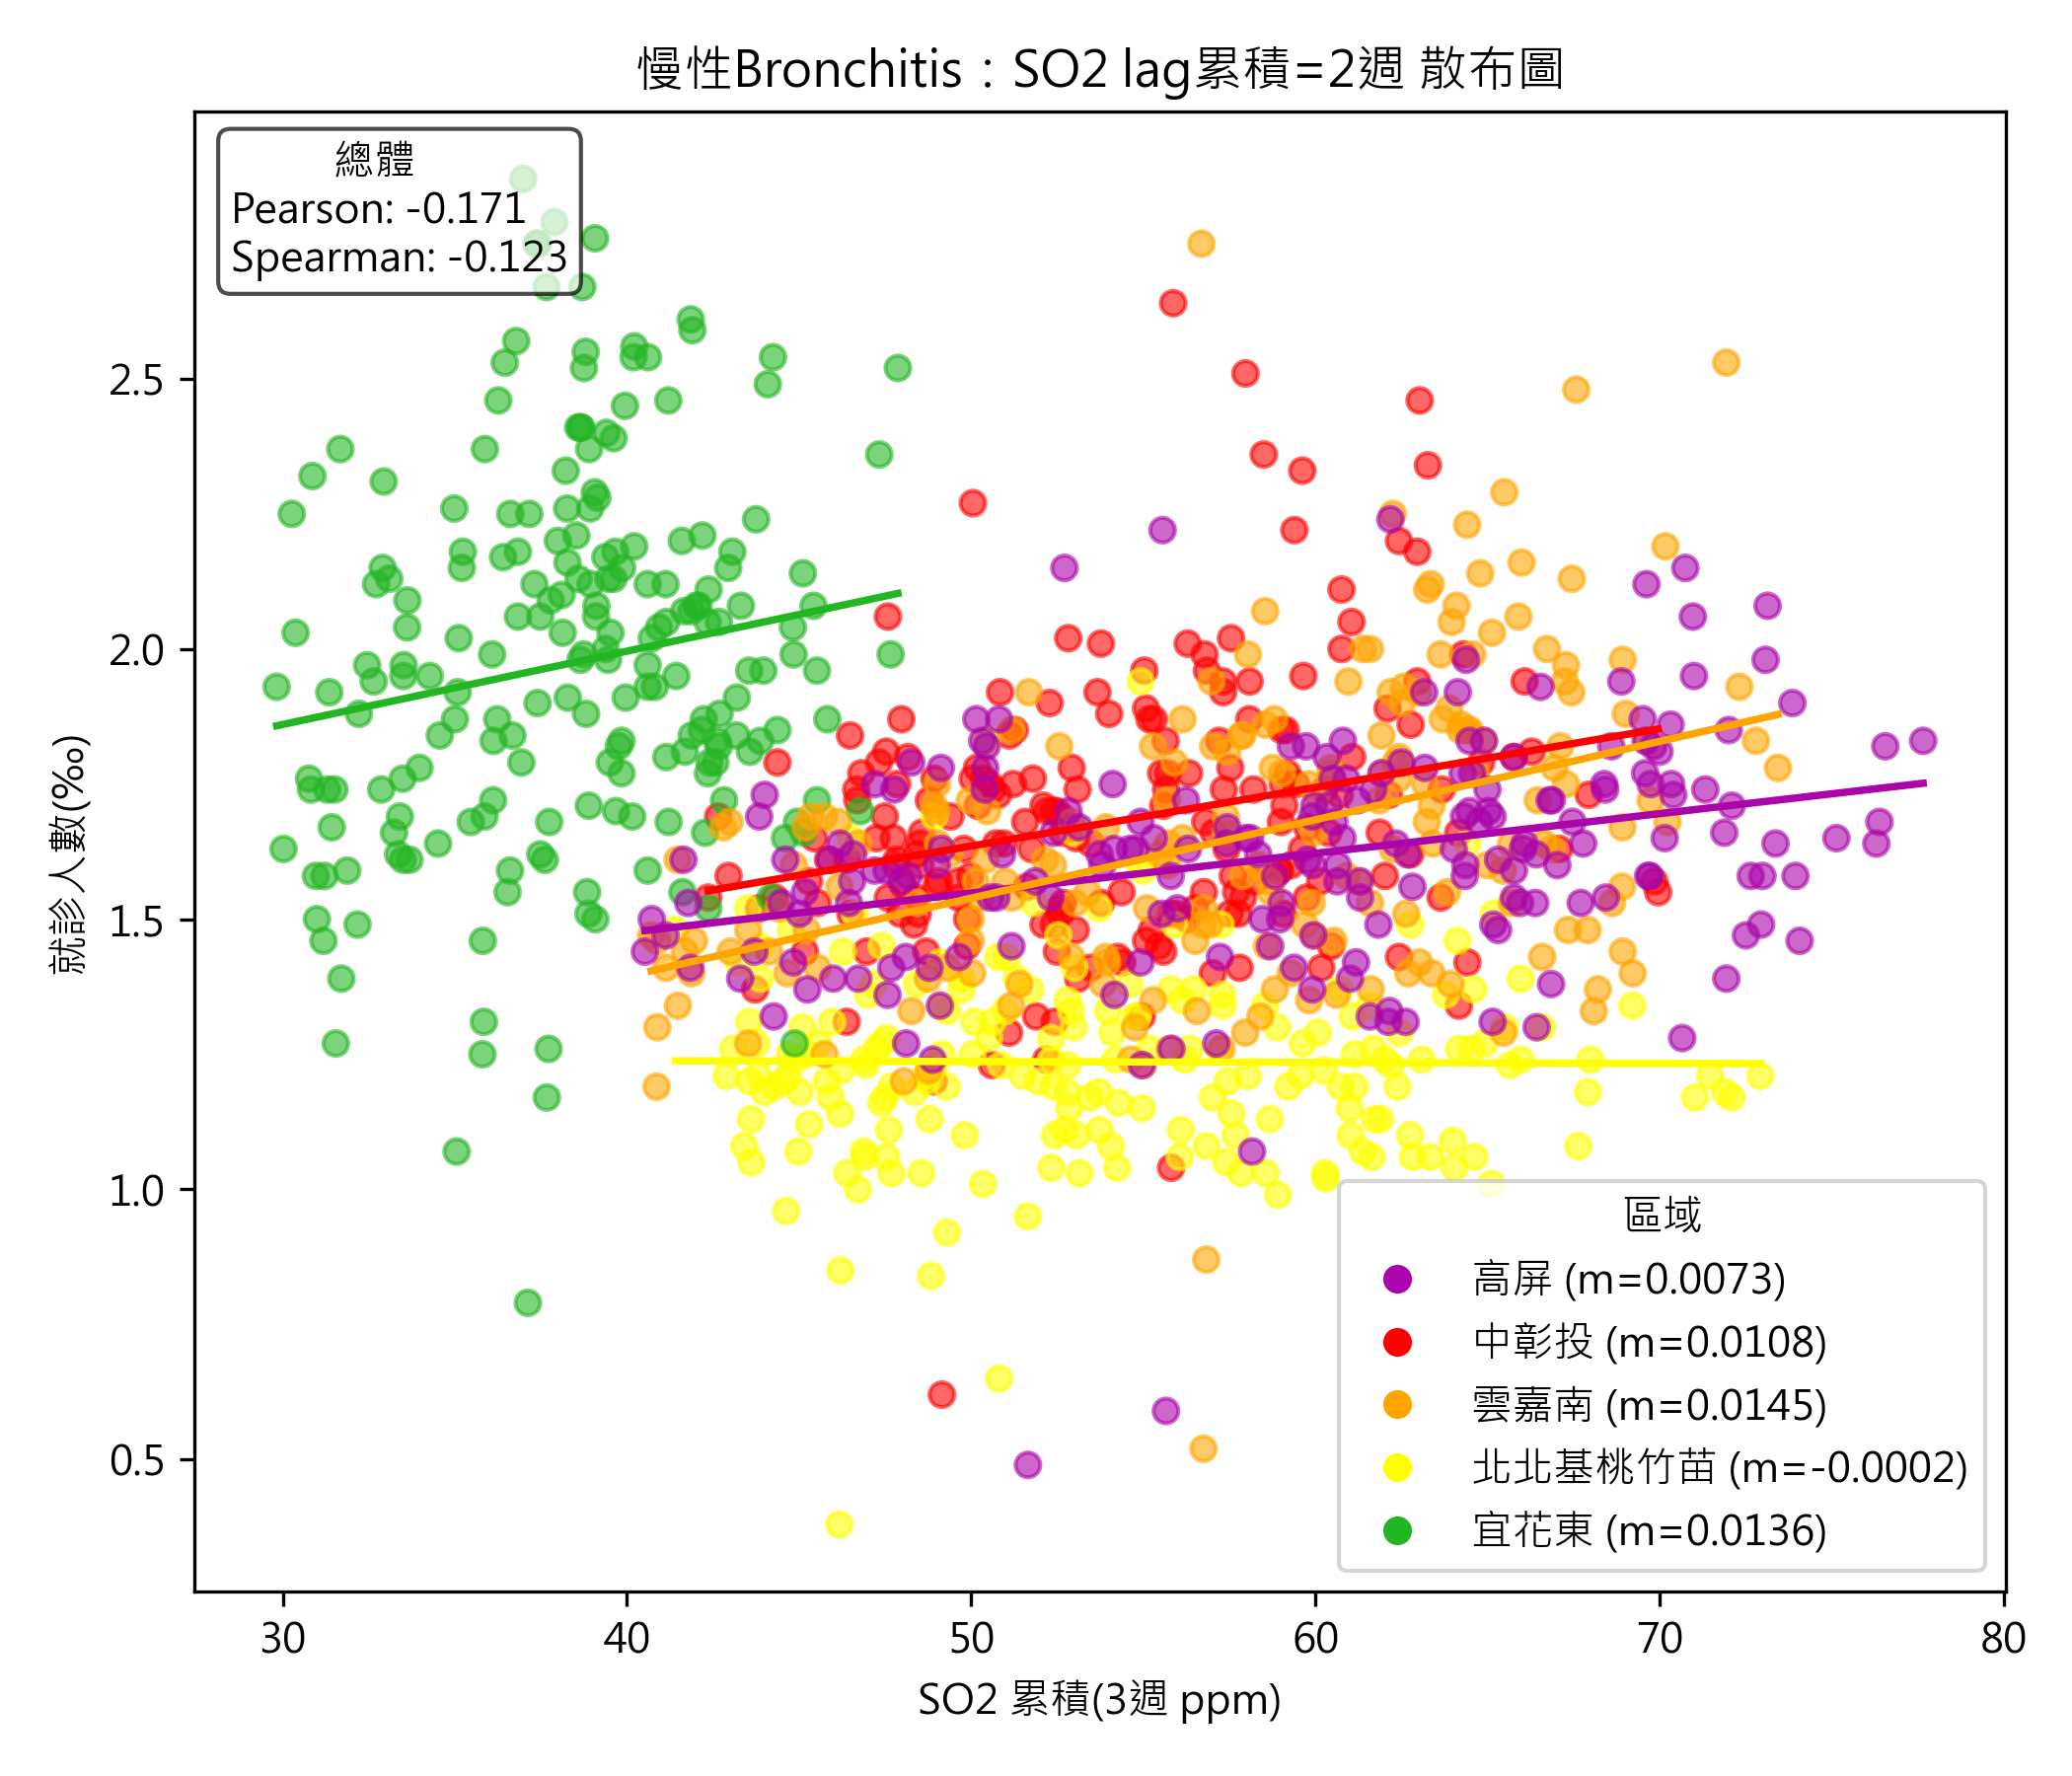 慢性Bronchitis：SO2 lag累積=2週 散布圖
總體
Pearson: -0.171
Spearman: -0.123
就診人數(‰)
2.5
2.0
1.5
1.0
0.5
區域
高屏 (m=0.0073)
中彰投 (m=0.0108)
雲嘉南 (m=0.0145)
北北基桃竹苗 (m=-0.0002)
宜花東 (m=0.0136)
30 40 50 60 70 80
SO2 累積(3週 ppm)